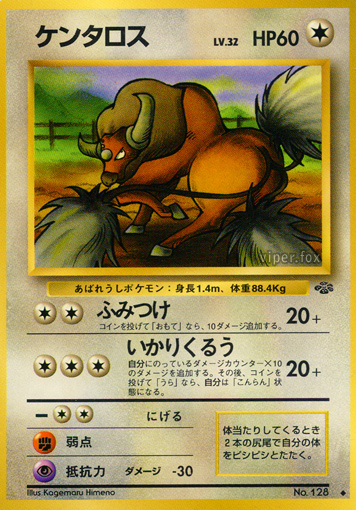 ケンタロス LV.32 HP60
viper.fox
あばれうしポケモン：身長1.4m、体重88.4Kg
ふみつけ 20+
コインを投げて「おもて」なら、10ダメージ追加する。
いかりくるう 20+
自分にのっているダメージカウンター×10
のダメージを追加する。その後、コインを
投げて「うら」なら、自分は「こんらん」状
態になる。
にげる
弱点
抵抗力 ダメージ -30
体当たりしてくるとき
2本の尻尾で自分の体
をピシピシとたたく。
Illus. Kagemaru Himeno No. 128